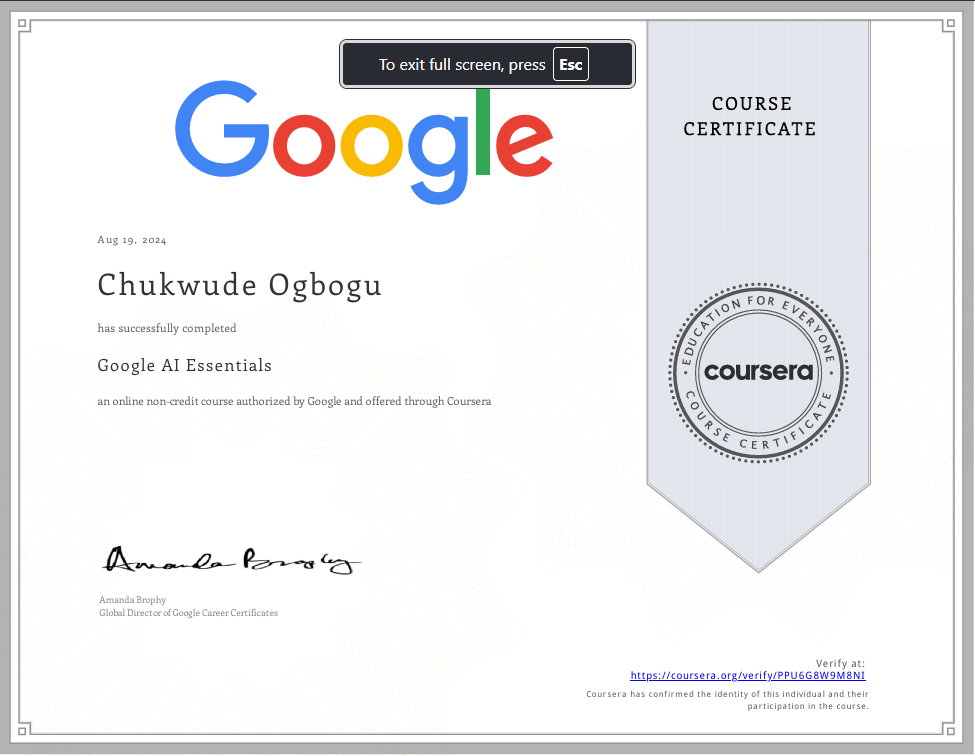 To exit full screen, press Esc
Google
COURSE
CERTIFICATE
Aug 19, 2024
Chukwude Ogbogu
has successfully completed
Google AI Essentials
an online non-credit course authorized by Google and offered through Coursera
EDUCATION FOR EVERYONE
coursera
COURSE CERTIFICATE
Amanda Brophy
Amanda Brophy
Global Director of Google Career Certificates
Verify at:
https://coursera.org/verify/PPU6G8W9M8NI
Coursera has confirmed the identity of this individual and their
participation in the course.